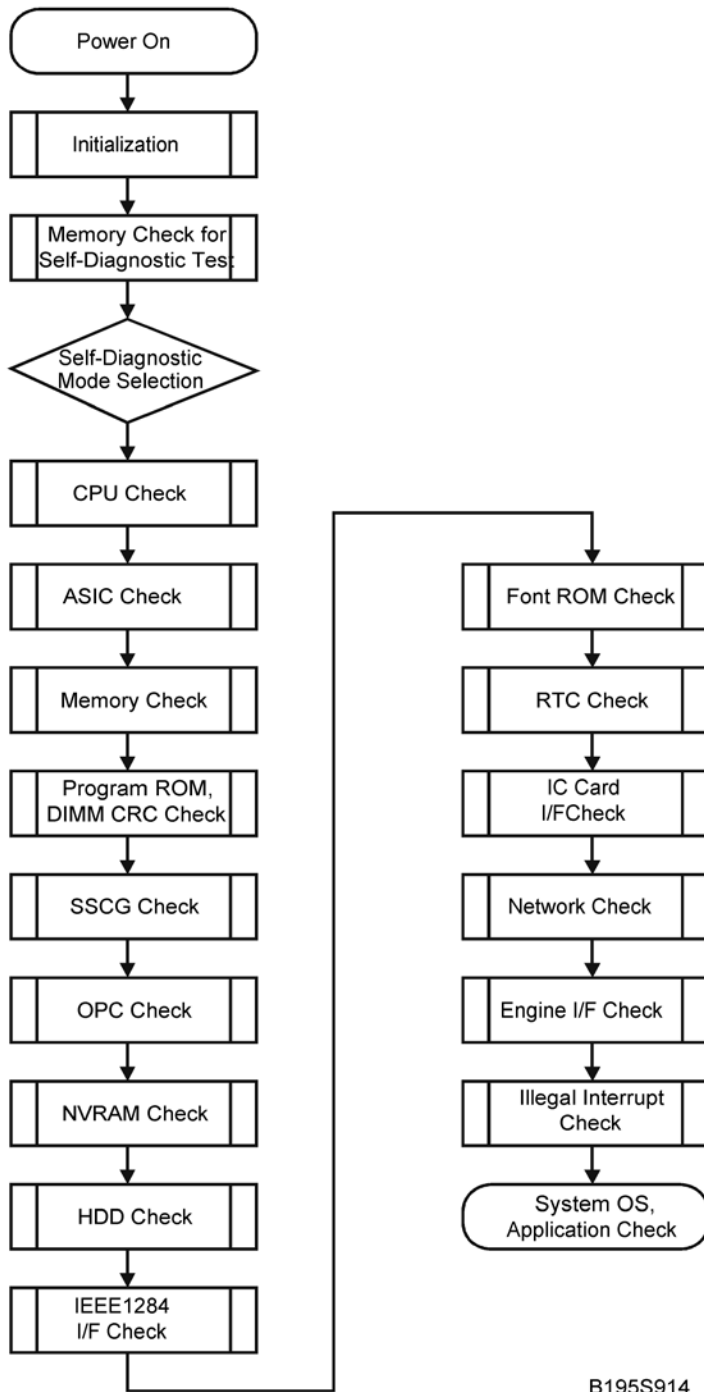 Power On
Initialization
Memory Check for
Self-Diagnostic Test
Self-Diagnostic
Mode Selection
CPU Check
ASIC Check
Memory Check
Program ROM,
DIMM CRC Check
SSCG Check
OPC Check
NVRAM Check
HDD Check
IEEE1284
I/F Check
Font ROM Check
RTC Check
IC Card
I/FCheck
Network Check
Engine I/F Check
Illegal Interrupt
Check
System OS,
Application Check
B195S914